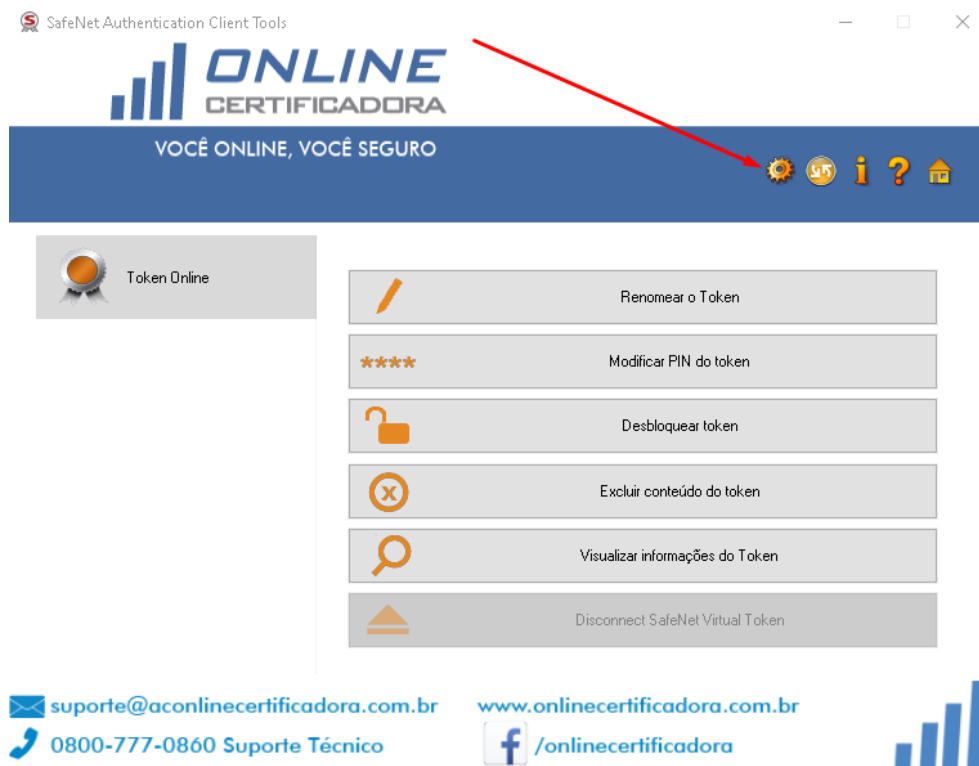 SafeNet Authentication Client Tools
ONLINE
CERTIFICADORA
VOCÊ ONLINE, VOCÊ SEGURO
Token Online
Renomear o Token
**** Modificar PIN do token
Desbloquear token
Excluir conteúdo do token
Visualizar informações do Token
Disconnect SafeNet Virtual Token
suporte@aconlinecertificadora.com.br www.onlinecertificadora.com.br
0800-777-0860 Suporte Técnico /onlinecertificadora